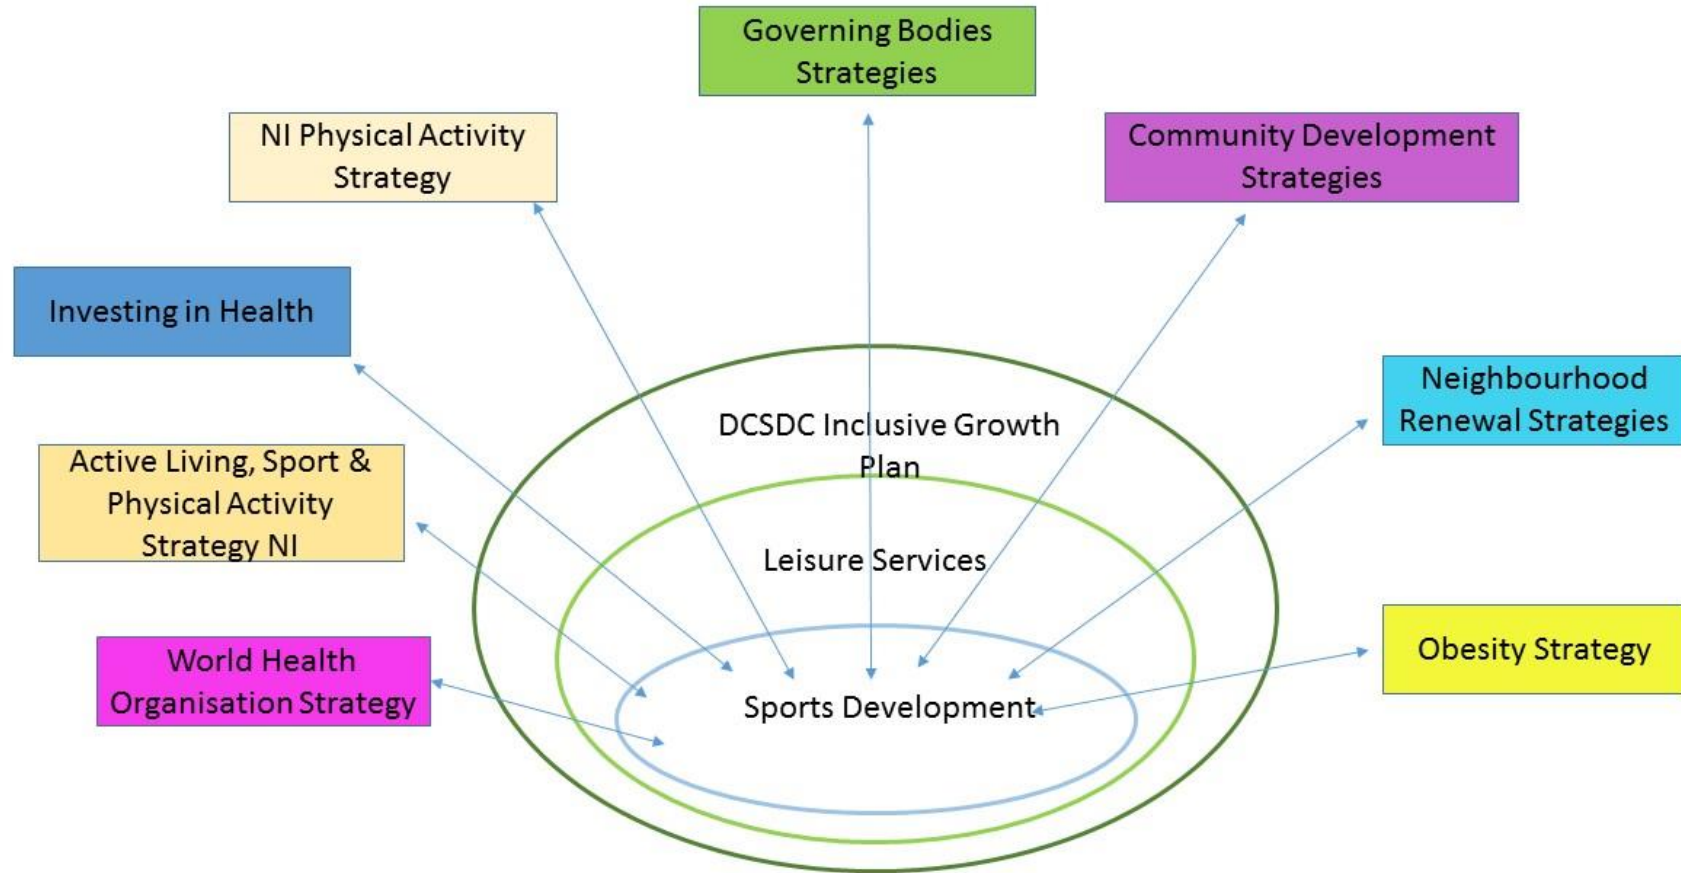 Governing Bodies
Strategies
NI Physical Activity
Strategy
Community Development
Strategies
Investing in Health
Neighbourhood
Renewal Strategies
DCSDC Inclusive Growth
Plan
Active Living, Sport &
Physical Activity
Strategy NI
Leisure Services
World Health
Organisation Strategy
Obesity Strategy
Sports Development